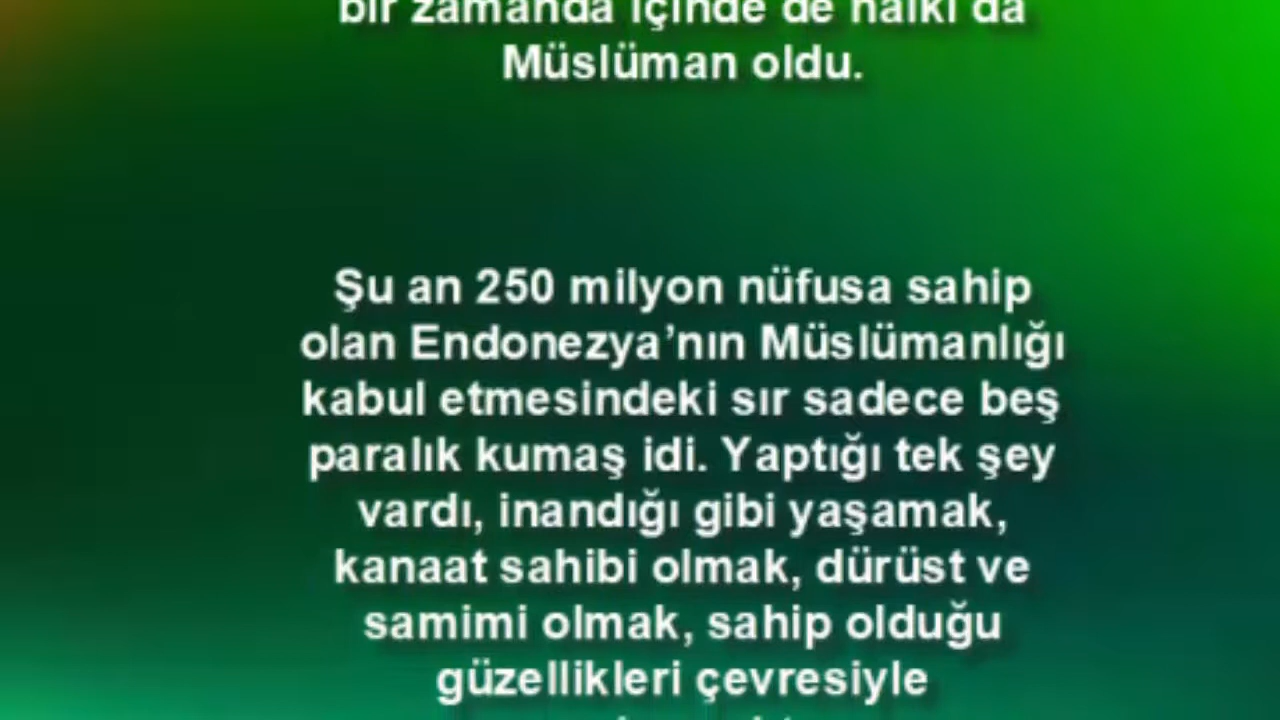 bir zamanda içinde de halkı da
Müslüman oldu.
Şu an 250 milyon nüfusa sahip
olan Endonezya’nın Müslümanlığı
kabul etmesindeki sır sadece beş
paralık kumaş idi. Yaptığı tek şey
vardı, inandığı gibi yaşamak,
kanaat sahibi olmak, dürüst ve
samimi olmak, sahip olduğu
güzellikleri çevresiyle